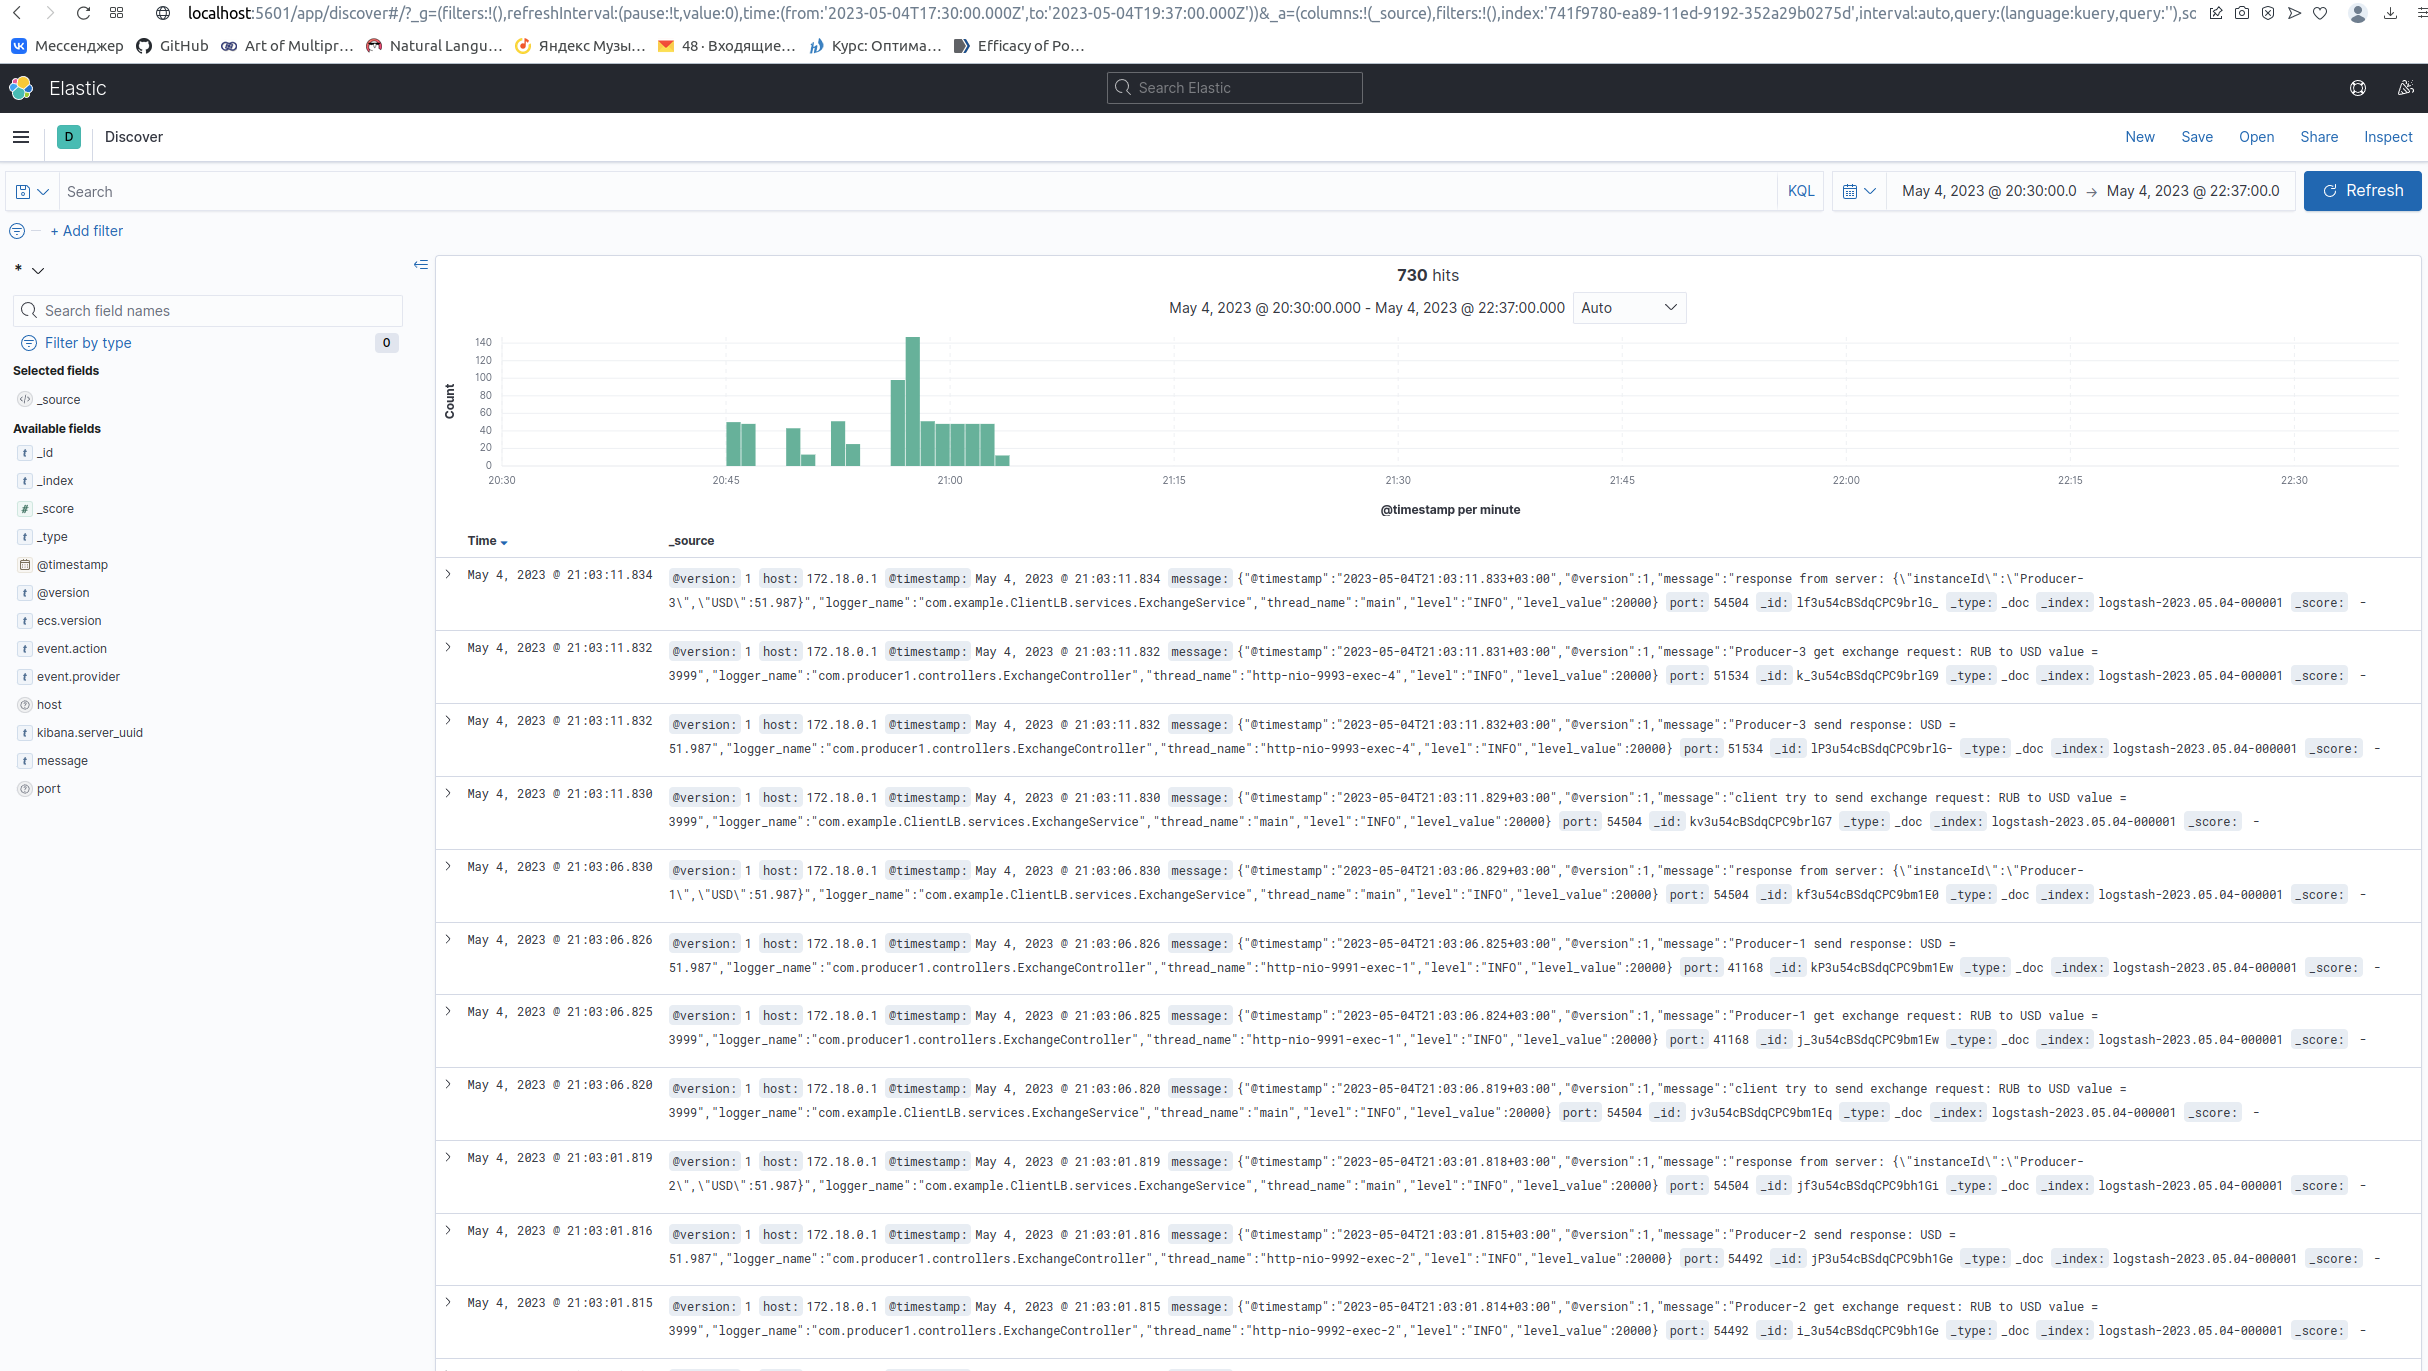 localhost:5601/app/discover#/?_g=(filters:!(),refreshInterval:(pause:!t,value:0),time:(from:'2023-05-04T17:30:00.000Z',to:'2023-05-04T19:37:00.000Z'))&_a=(columns:!(_source),filters:!(),index:'741f9780-ea89-11ed-9192-352a29b0275d',interval:auto,query:(language:kuery,query:''),so
Мессенджер GitHub Art of Multipr… Natural Langu… Яндекс Музы… 48 · Входящие… Курс: Оптима… Efficacy of Po…
Elastic Search Elastic
D Discover New Save Open Share Inspect
Search KQL May 4, 2023 @ 20:30:00.0 → May 4, 2023 @ 22:37:00.0 Refresh
+ Add filter
*
Search field names
Filter by type 0
Selected fields
_source
Available fields
t _id
t _index
# _score
t _type
@timestamp
t @version
t ecs.version
t event.action
t event.provider
host
t kibana.server_uuid
t message
port
730 hits
May 4, 2023 @ 20:30:00.000 - May 4, 2023 @ 22:37:00.000 Auto
Count
140
120
100
80
60
40
20
0
20:30 20:45 21:00 21:15 21:30 21:45 22:00 22:15 22:30
@timestamp per minute
Time _source
May 4, 2023 @ 21:03:11.834 @version: 1 host: 172.18.0.1 @timestamp: May 4, 2023 @ 21:03:11.834 message: {"@timestamp":"2023-05-04T21:03:11.833+03:00","@version":1,"message":"response from server: {\"instanceId\":\"Producer-
3\",\"USD\":51.987}","logger_name":"com.example.ClientLB.services.ExchangeService","thread_name":"main","level":"INFO","level_value":20000} port: 54504 _id: lf3u54cBSdqCPC9brlG_ _type: _doc _index: logstash-2023.05.04-000001 _score: -
May 4, 2023 @ 21:03:11.832 @version: 1 host: 172.18.0.1 @timestamp: May 4, 2023 @ 21:03:11.832 message: {"@timestamp":"2023-05-04T21:03:11.831+03:00","@version":1,"message":"Producer-3 get exchange request: RUB to USD value =
3999","logger_name":"com.producer1.controllers.ExchangeController","thread_name":"http-nio-9993-exec-4","level":"INFO","level_value":20000} port: 51534 _id: k_3u54cBSdqCPC9brlG9 _type: _doc _index: logstash-2023.05.04-000001 _score: -
May 4, 2023 @ 21:03:11.832 @version: 1 host: 172.18.0.1 @timestamp: May 4, 2023 @ 21:03:11.832 message: {"@timestamp":"2023-05-04T21:03:11.832+03:00","@version":1,"message":"Producer-3 send response: USD =
51.987","logger_name":"com.producer1.controllers.ExchangeController","thread_name":"http-nio-9993-exec-4","level":"INFO","level_value":20000} port: 51534 _id: lP3u54cBSdqCPC9brlG- _type: _doc _index: logstash-2023.05.04-000001 _score: -
May 4, 2023 @ 21:03:11.830 @version: 1 host: 172.18.0.1 @timestamp: May 4, 2023 @ 21:03:11.830 message: {"@timestamp":"2023-05-04T21:03:11.829+03:00","@version":1,"message":"client try to send exchange request: RUB to USD value =
3999","logger_name":"com.example.ClientLB.services.ExchangeService","thread_name":"main","level":"INFO","level_value":20000} port: 54504 _id: kv3u54cBSdqCPC9brlG7 _type: _doc _index: logstash-2023.05.04-000001 _score: -
May 4, 2023 @ 21:03:06.830 @version: 1 host: 172.18.0.1 @timestamp: May 4, 2023 @ 21:03:06.830 message: {"@timestamp":"2023-05-04T21:03:06.829+03:00","@version":1,"message":"response from server: {\"instanceId\":\"Producer-
1\",\"USD\":51.987}","logger_name":"com.example.ClientLB.services.ExchangeService","thread_name":"main","level":"INFO","level_value":20000} port: 54504 _id: kf3u54cBSdqCPC9bm1E0 _type: _doc _index: logstash-2023.05.04-000001 _score: -
May 4, 2023 @ 21:03:06.826 @version: 1 host: 172.18.0.1 @timestamp: May 4, 2023 @ 21:03:06.826 message: {"@timestamp":"2023-05-04T21:03:06.825+03:00","@version":1,"message":"Producer-1 send response: USD =
51.987","logger_name":"com.producer1.controllers.ExchangeController","thread_name":"http-nio-9991-exec-1","level":"INFO","level_value":20000} port: 41168 _id: kP3u54cBSdqCPC9bm1Ew _type: _doc _index: logstash-2023.05.04-000001 _score: -
May 4, 2023 @ 21:03:06.825 @version: 1 host: 172.18.0.1 @timestamp: May 4, 2023 @ 21:03:06.825 message: {"@timestamp":"2023-05-04T21:03:06.824+03:00","@version":1,"message":"Producer-1 get exchange request: RUB to USD value =
3999","logger_name":"com.producer1.controllers.ExchangeController","thread_name":"http-nio-9991-exec-1","level":"INFO","level_value":20000} port: 41168 _id: j_3u54cBSdqCPC9bm1Ew _type: _doc _index: logstash-2023.05.04-000001 _score: -
May 4, 2023 @ 21:03:06.820 @version: 1 host: 172.18.0.1 @timestamp: May 4, 2023 @ 21:03:06.820 message: {"@timestamp":"2023-05-04T21:03:06.819+03:00","@version":1,"message":"client try to send exchange request: RUB to USD value =
3999","logger_name":"com.example.ClientLB.services.ExchangeService","thread_name":"main","level":"INFO","level_value":20000} port: 54504 _id: jv3u54cBSdqCPC9bm1Eq _type: _doc _index: logstash-2023.05.04-000001 _score: -
May 4, 2023 @ 21:03:01.819 @version: 1 host: 172.18.0.1 @timestamp: May 4, 2023 @ 21:03:01.819 message: {"@timestamp":"2023-05-04T21:03:01.818+03:00","@version":1,"message":"response from server: {\"instanceId\":\"Producer-
2\",\"USD\":51.987}","logger_name":"com.example.ClientLB.services.ExchangeService","thread_name":"main","level":"INFO","level_value":20000} port: 54504 _id: jf3u54cBSdqCPC9bh1Gi _type: _doc _index: logstash-2023.05.04-000001 _score: -
May 4, 2023 @ 21:03:01.816 @version: 1 host: 172.18.0.1 @timestamp: May 4, 2023 @ 21:03:01.816 message: {"@timestamp":"2023-05-04T21:03:01.815+03:00","@version":1,"message":"Producer-2 send response: USD =
51.987","logger_name":"com.producer1.controllers.ExchangeController","thread_name":"http-nio-9992-exec-2","level":"INFO","level_value":20000} port: 54492 _id: jP3u54cBSdqCPC9bh1Ge _type: _doc _index: logstash-2023.05.04-000001 _score: -
May 4, 2023 @ 21:03:01.815 @version: 1 host: 172.18.0.1 @timestamp: May 4, 2023 @ 21:03:01.815 message: {"@timestamp":"2023-05-04T21:03:01.814+03:00","@version":1,"message":"Producer-2 get exchange request: RUB to USD value =
3999","logger_name":"com.producer1.controllers.ExchangeController","thread_name":"http-nio-9992-exec-2","level":"INFO","level_value":20000} port: 54492 _id: i_3u54cBSdqCPC9bh1Ge _type: _doc _index: logstash-2023.05.04-000001 _score: -